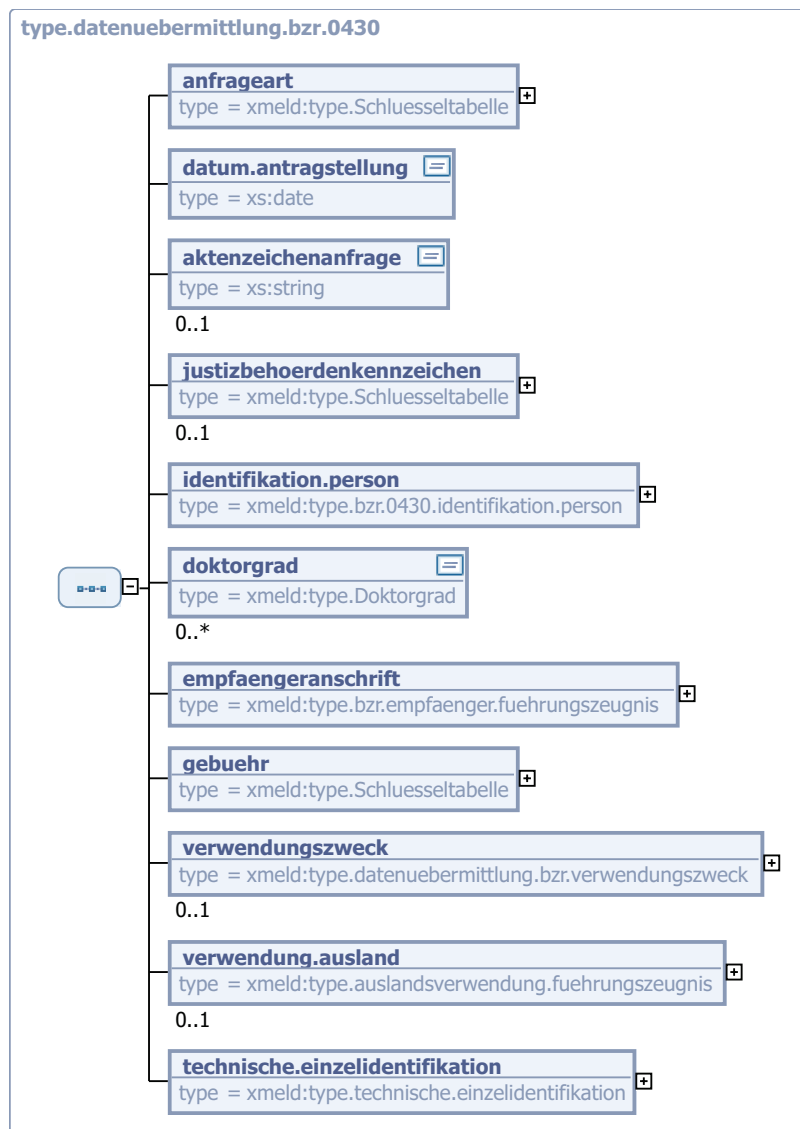 type.datenuebermittlung.bzr.0430
anfrageart
type = xmeld:type.Schluesseltabelle
datum.antragstellung
type = xs:date
aktenzeichenanfrage
type = xs:string
0..1
justizbehoerdenkennzeichen
type = xmeld:type.Schluesseltabelle
0..1
identifikation.person
type = xmeld:type.bzr.0430.identifikation.person
doktorgrad
type = xmeld:type.Doktorgrad
0..*
empfaengeranschrift
type = xmeld:type.bzr.empfaenger.fuehrungszeugnis
gebuehr
type = xmeld:type.Schluesseltabelle
verwendungszweck
type = xmeld:type.datenuebermittlung.bzr.verwendungszweck
0..1
verwendung.ausland
type = xmeld:type.auslandsverwendung.fuehrungszeugnis
0..1
technische.einzelidentifikation
type = xmeld:type.technische.einzelidentifikation